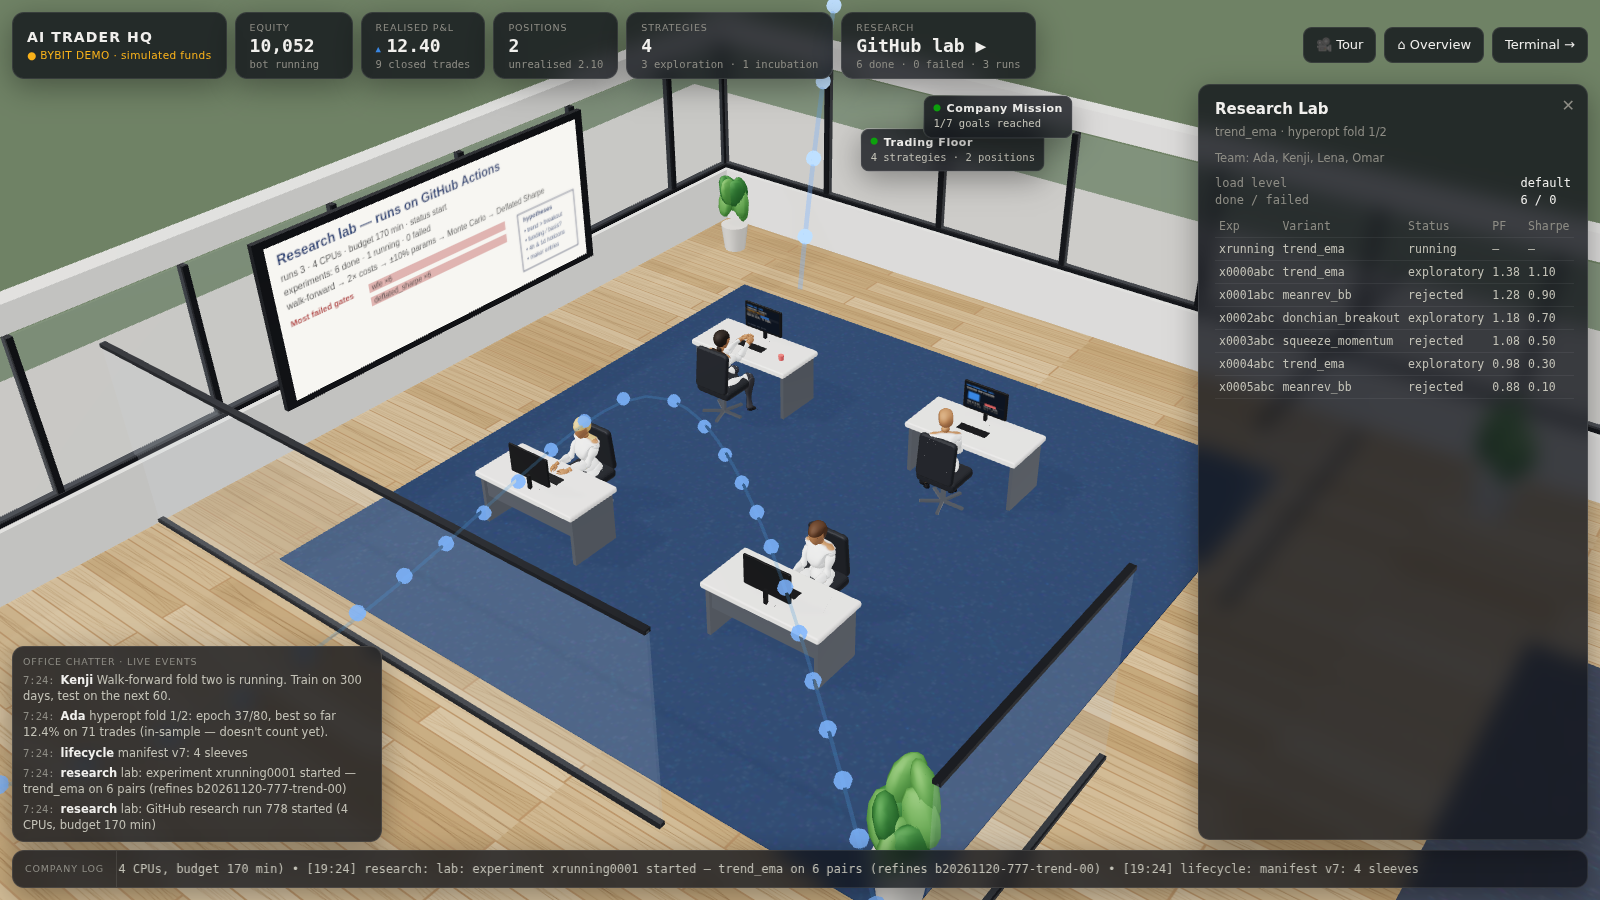 AI TRADER HQ
● BYBIT DEMO · simulated funds
EQUITY
10,052
bot running
REALISED P&L
▲ 12.40
9 closed trades
POSITIONS
2
unrealised 2.10
STRATEGIES
4
3 exploration · 1 incubation
RESEARCH
GitHub lab ▶
6 done · 0 failed · 3 runs
🎥 Tour
⌂ Overview
Terminal →
Company Mission
1/7 goals reached
Trading Floor
4 strategies · 2 positions
Research lab — runs on GitHub Actions
runs 3 · 4 CPUs · budget 170 min · status start
experiments: 6 done · 1 running · 0 failed
walk-forward → 2× costs → ±10% params → Monte Carlo → Deflated Sharpe
Most failed gates
deflated_sharpe ×6
hypotheses
Research Lab
×
trend_ema · hyperopt fold 1/2
Team: Ada, Kenji, Lena, Omar
load level default
done / failed 6 / 0
Exp Variant Status PF Sharpe
xrunning trend_ema running — —
x0000abc trend_ema exploratory 1.38 1.10
x0001abc meanrev_bb rejected 1.28 0.90
x0002abc donchian_breakout exploratory 1.18 0.70
x0003abc squeeze_momentum rejected 1.08 0.50
x0004abc trend_ema exploratory 0.98 0.30
x0005abc meanrev_bb rejected 0.88 0.10
OFFICE CHATTER · LIVE EVENTS
7:24: Kenji Walk-forward fold two is running. Train on 300
days, test on the next 60.
7:24: Ada hyperopt fold 1/2: epoch 37/80, best so far
12.4% on 71 trades (in-sample — doesn't count yet).
7:24: lifecycle manifest v7: 4 sleeves
7:24: research lab: experiment xrunning0001 started —
trend_ema on 6 pairs (refines b20261120-777-trend-00)
7:24: research lab: GitHub research run 778 started (4
CPUs, budget 170 min)
COMPANY LOG
4 CPUs, budget 170 min) • [19:24] research: lab: experiment xrunning0001 started — trend_ema on 6 pairs (refines b20261120-777-trend-00) • [19:24] lifecycle: manifest v7: 4 sleeves